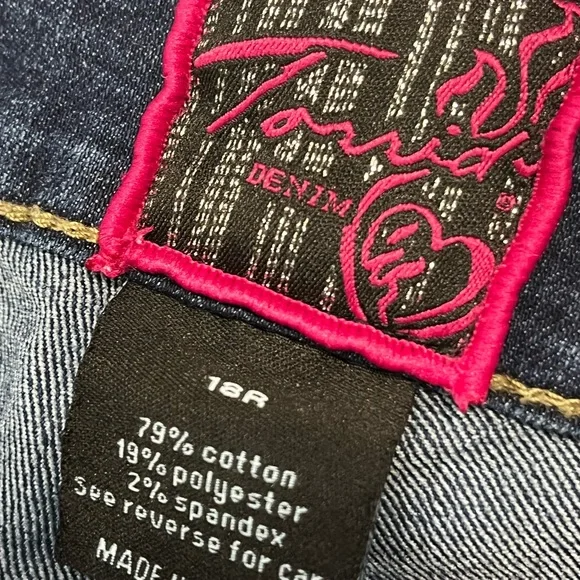 Torrid
®
DENIM
18R
79% cotton
19% polyester
2% spandex
See reverse for car
MADE I